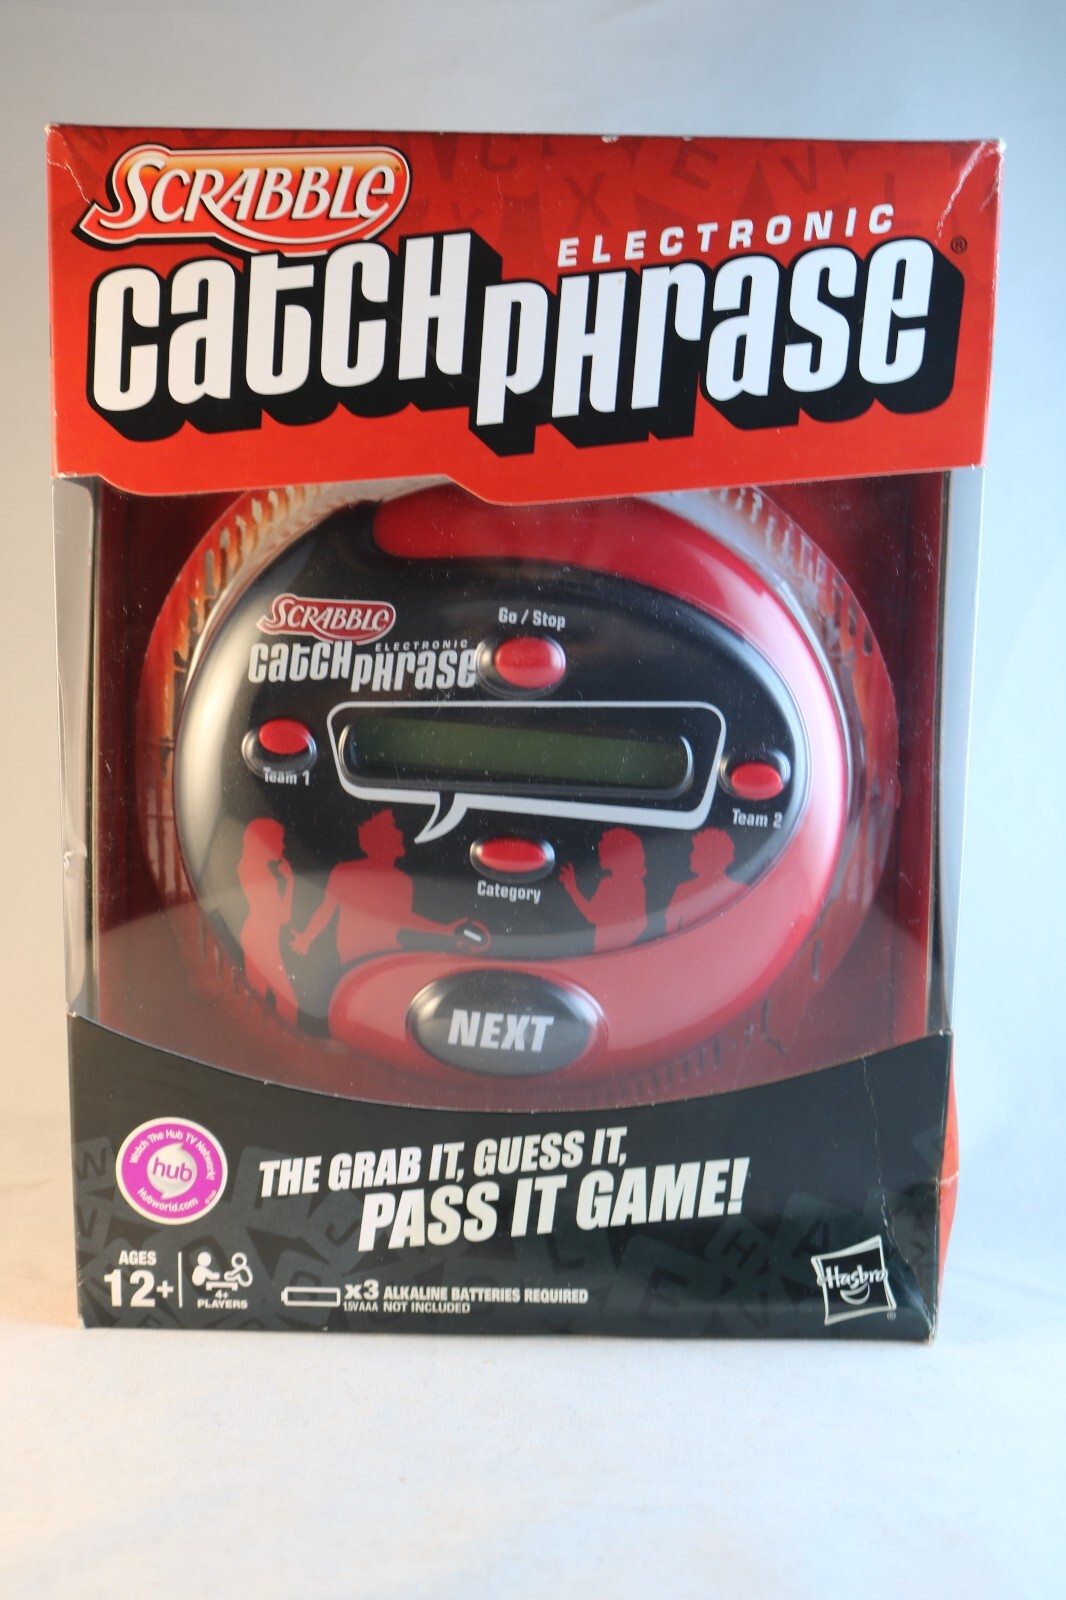 SCRABBLE
ELECTRONIC
CATCH PHRASE®
SCRABBLE
ELECTRONIC
CATCH PHRASE
Go / Stop
Team 1
Team 2
Category
NEXT
Watch The Hub TV Network
hub
Hubworld.com
THE GRAB IT, GUESS IT,
PASS IT GAME!
AGES
12+
4+
PLAYERS
x3 ALKALINE BATTERIES REQUIRED
1.5V AAA NOT INCLUDED
Hasbro
®